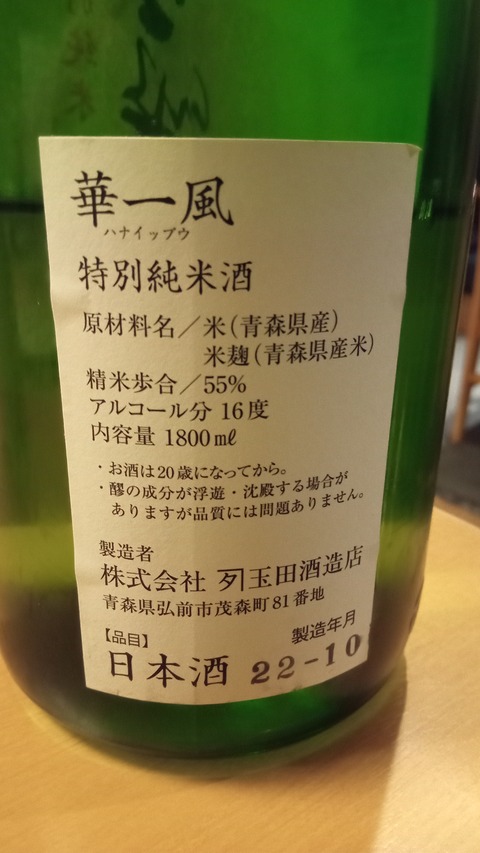 華一風
ハナイッブウ
特別純米酒
原材料名／米（青森県産）
米麹（青森県産米）
精米歩合／55%
アルコール分 16度
内容量 1800㎖
・お酒は20歳になってから。
・醪の成分が浮遊・沈殿する場合が
ありますが品質には問題ありません。
製造者
株式会社 玉田酒造店
青森県弘前市茂森町81番地
【品目】
製造年月
日本酒 22-10